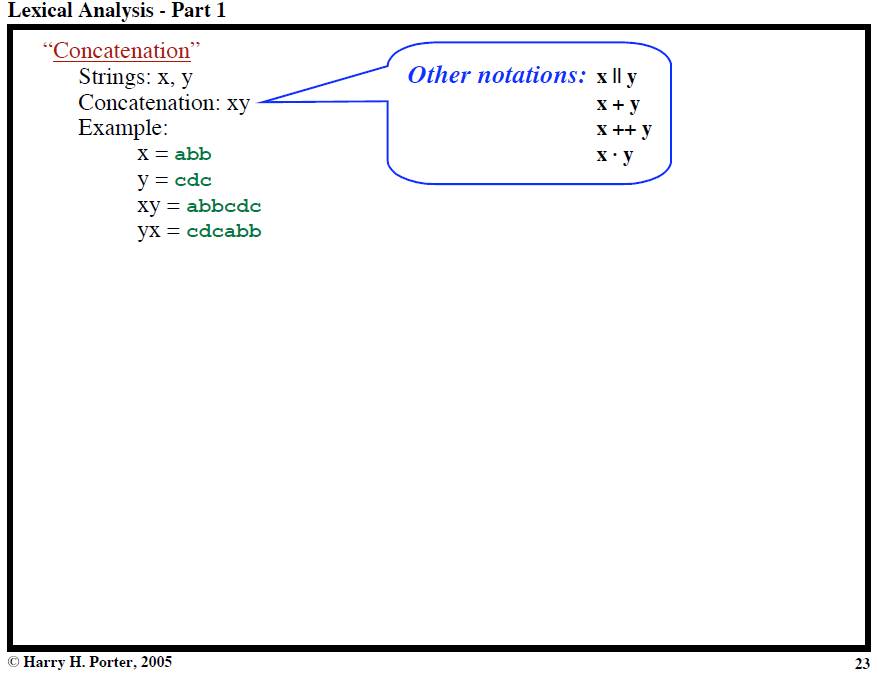 Lexical Analysis - Part 1
“Concatenation”
Strings: x, y
Concatenation: xy
Other notations: x || y
x + y
x ++ y
x · y
Example:
x = abb
y = cdc
xy = abbcdc
yx = cdcabb
© Harry H. Porter, 2005
23